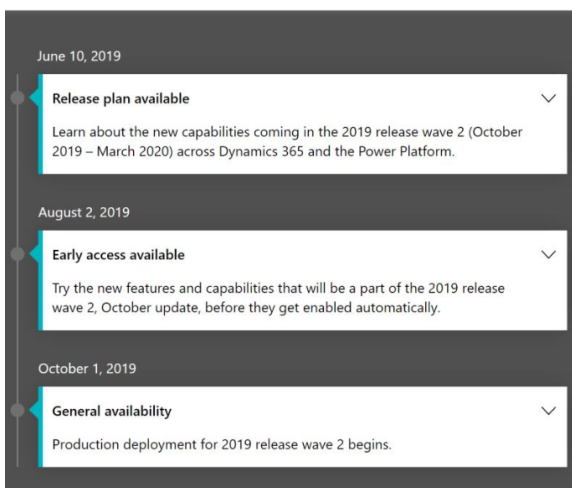 June 10, 2019
Release plan available
Learn about the new capabilities coming in the 2019 release wave 2 (October
2019 – March 2020) across Dynamics 365 and the Power Platform.
August 2, 2019
Early access available
Try the new features and capabilities that will be a part of the 2019 release
wave 2, October update, before they get enabled automatically.
October 1, 2019
General availability
Production deployment for 2019 release wave 2 begins.